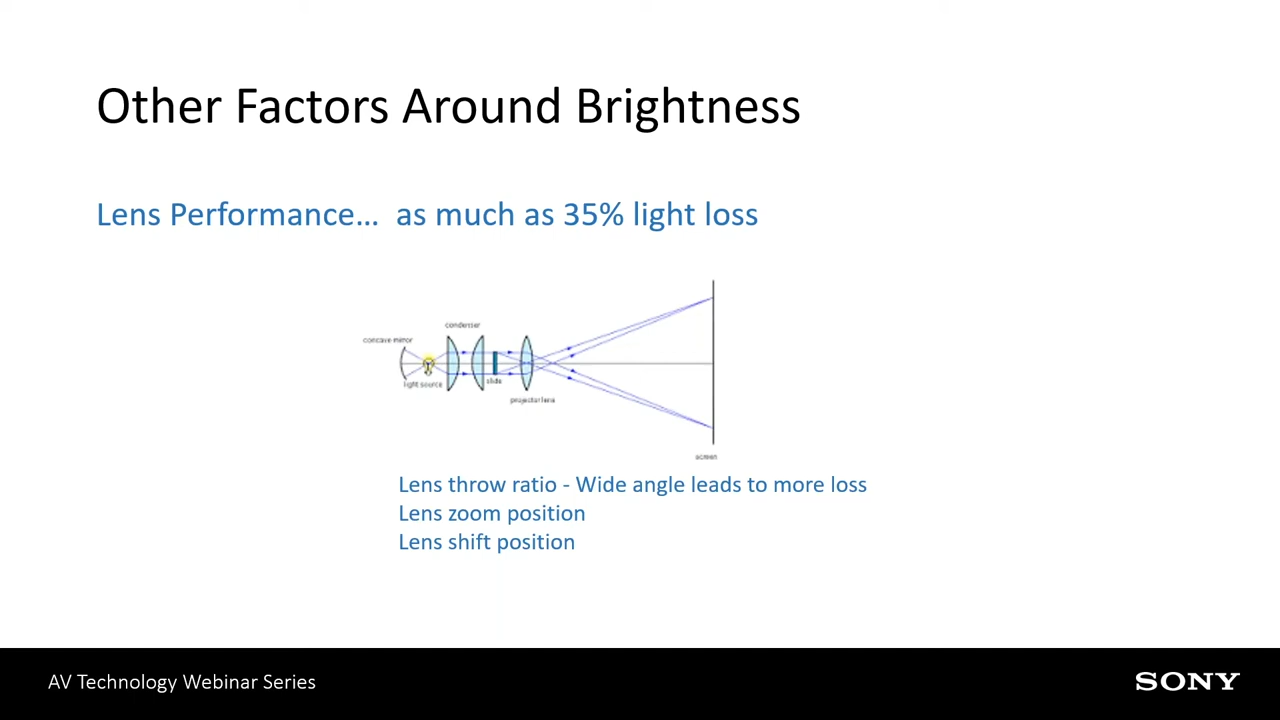 Other Factors Around Brightness
Lens Performance... as much as 35% light loss
condenser
concave mirror
light source
slide
projector lens
screen
Lens throw ratio - Wide angle leads to more loss
Lens zoom position
Lens shift position
AV Technology Webinar Series
SONY